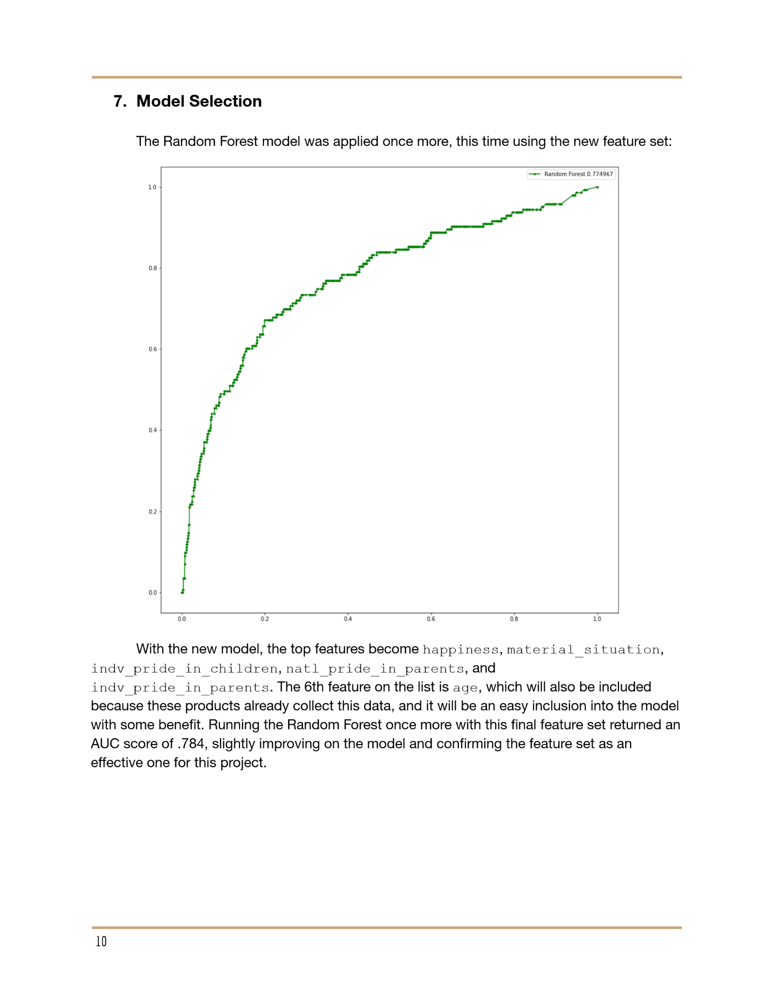 7. Model Selection
The Random Forest model was applied once more, this time using the new feature set:
Random Forest 0.774967
1.0
0.8
0.6
0.4
0.2
0.0
0.0 0.2 0.4 0.6 0.8 1.0
With the new model, the top features become happiness, material_situation,
indv_pride_in_children, natl_pride_in_parents, and
indv_pride_in_parents. The 6th feature on the list is age, which will also be included
because these products already collect this data, and it will be an easy inclusion into the model
with some benefit. Running the Random Forest once more with this final feature set returned an
AUC score of .784, slightly improving on the model and confirming the feature set as an
effective one for this project.
10